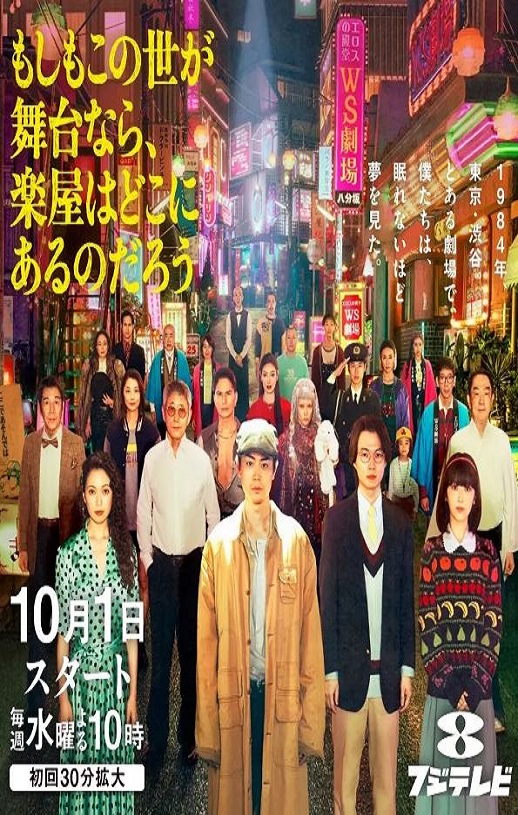 もしもこの世が
舞台なら、
楽屋はどこに
あるのだろう
エロス
の殿堂
WS劇場
八分坂
1984年
東京・渋谷
とある劇場で、
僕たちは、
眠れないほど
夢を見た。
WS
劇場
10月1日
スタート
毎週水曜よる10時
初回30分拡大
8
フジテレビ